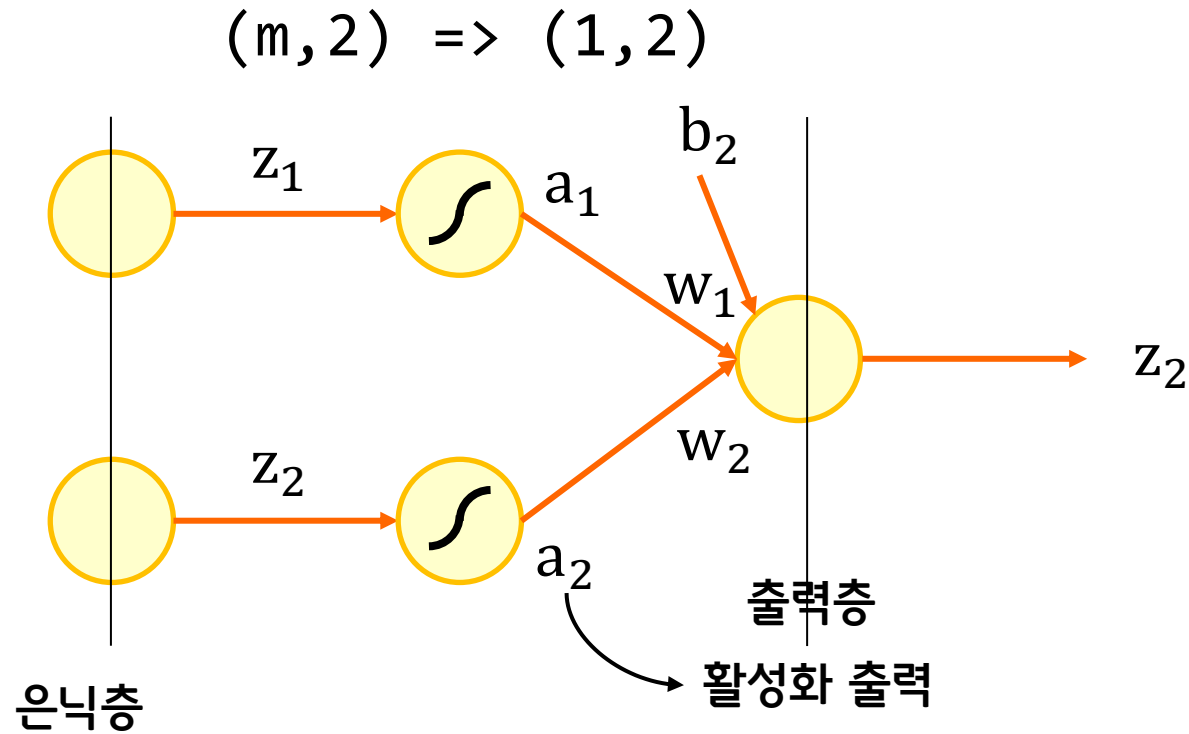 (m,2) => (1,2)
b₂
z₁
a₁
w₁
z₂
w₂
z₂
a₂
출력층
활성화 출력
은닉층